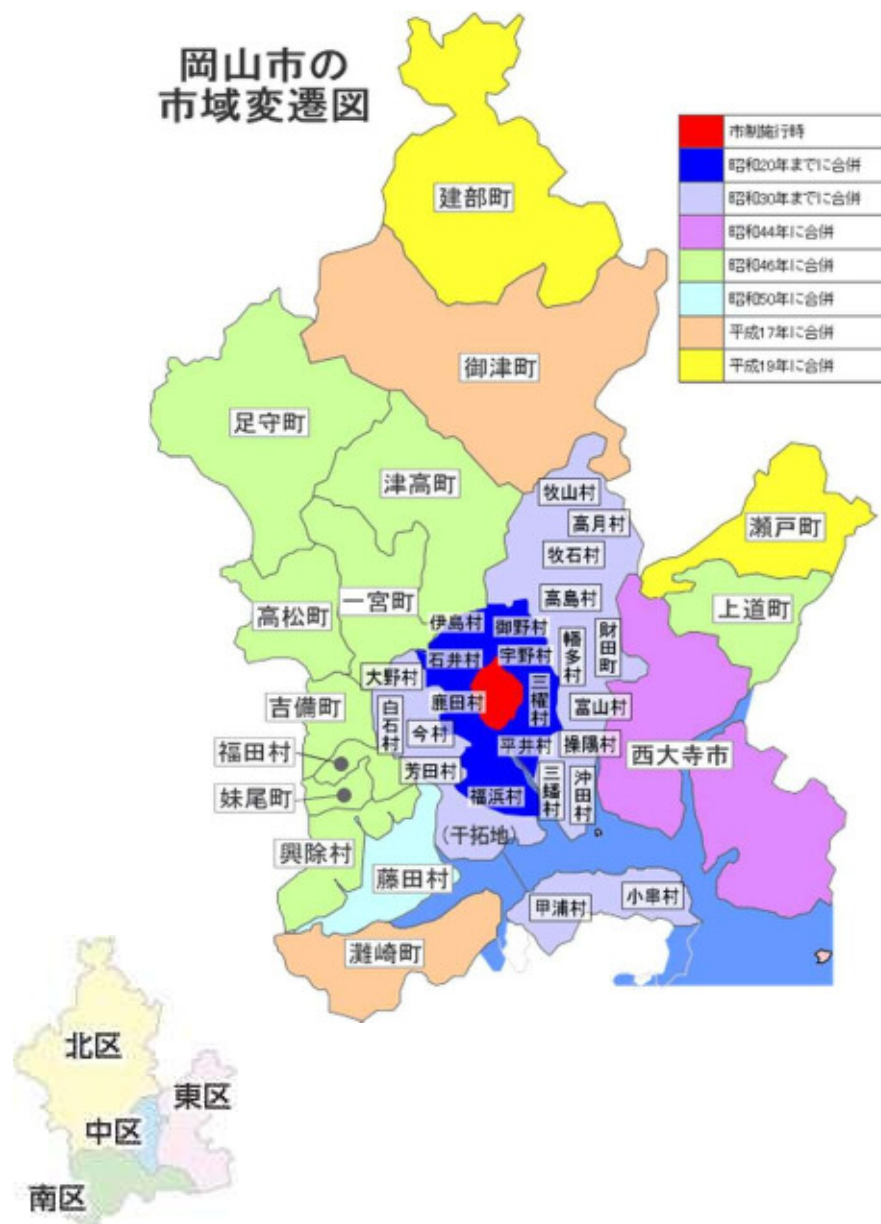 岡山市の
市域変遷図
市制施行時
昭和20年までに合併
昭和30年までに合併
昭和44年に合併
昭和46年に合併
昭和50年に合併
平成17年に合併
平成19年に合併
建部町
御津町
足守町
津高町
牧山村
高月村
牧石村
瀬戸町
高松町
一宮町
高島村
上道町
伊島村
御野村
幡多村
財田町
石井村
宇野村
大野村
三櫂村
吉備町
白石村
鹿田村
富山村
今村
平井村
操陽村
西大寺市
福田村
芳田村
三蟠村
沖田村
妹尾町
福浜村
(干拓地)
興除村
藤田村
甲浦村
小串村
灘崎町
北区
東区
中区
南区